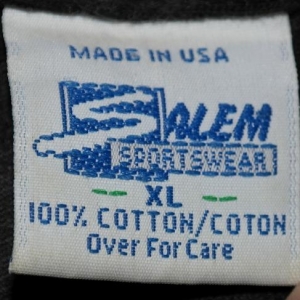 MADE IN USA
SALEM
SPORTSWEAR
XL
100% COTTON/COTON
Over For Care